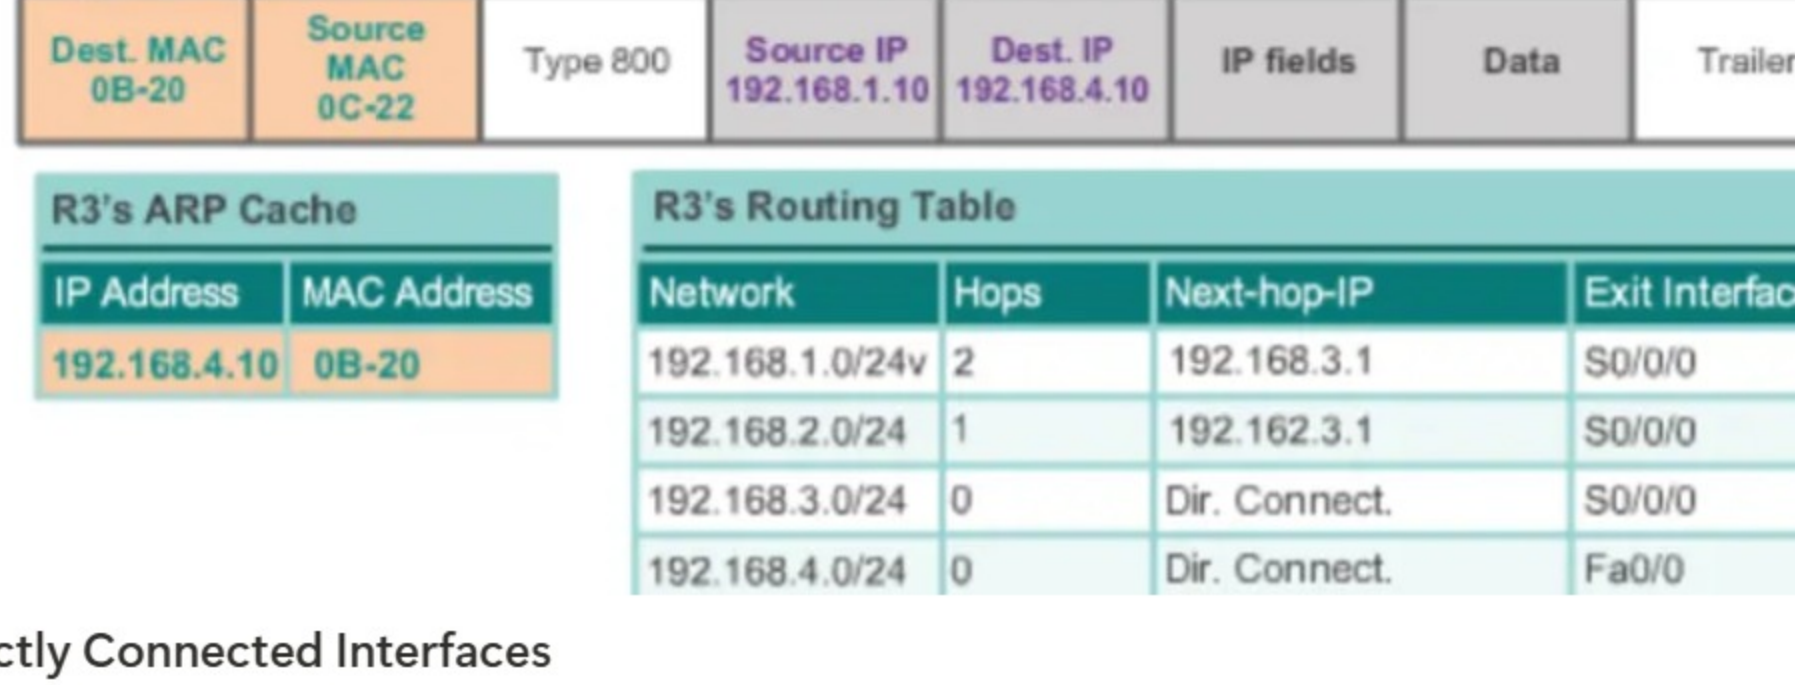 Dest. MAC
0B-20
Source
MAC
0C-22
Type 800
Source IP
192.168.1.10
Dest. IP
192.168.4.10
IP fields
Data
Trailer
R3's ARP Cache
IP Address MAC Address
192.168.4.10 0B-20
R3's Routing Table
Network Hops Next-hop-IP Exit Interfac
192.168.1.0/24v 2 192.168.3.1 S0/0/0
192.168.2.0/24 1 192.162.3.1 S0/0/0
192.168.3.0/24 0 Dir. Connect. S0/0/0
192.168.4.0/24 0 Dir. Connect. Fa0/0
ctly Connected Interfaces